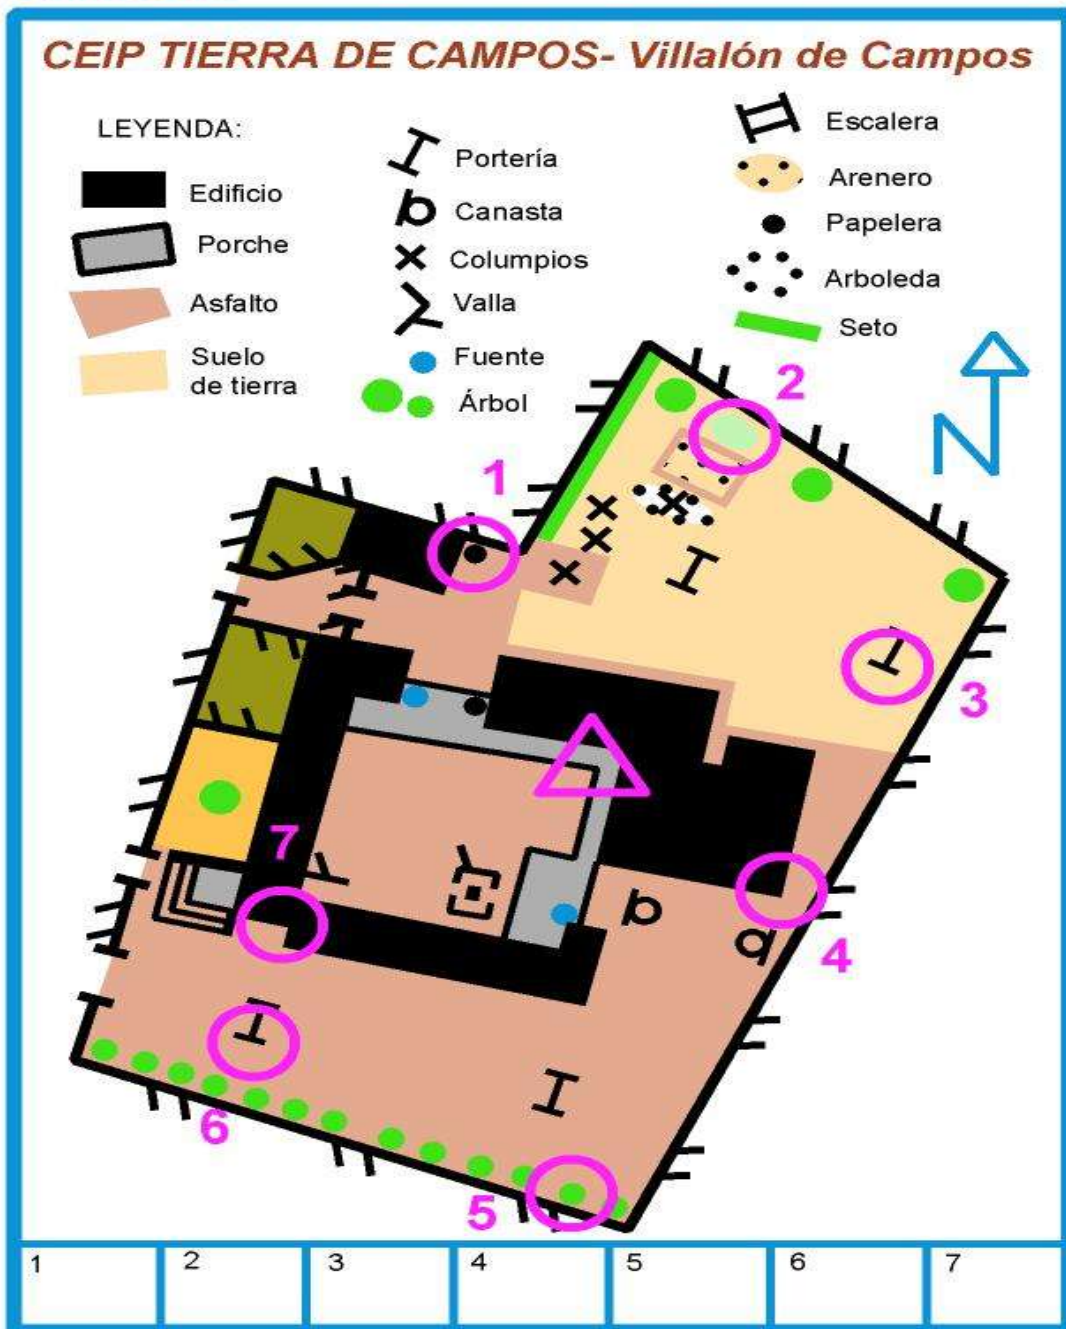 CEIP TIERRA DE CAMPOS- Villalón de Campos
LEYENDA:
Edificio
Porche
Asfalto
Suelo
de tierra
Portería
Canasta
Columpios
Valla
Fuente
Árbol
Escalera
Arenero
Papelera
Arboleda
Seto
N
1
2
3
4
5
6
7
1 2 3 4 5 6 7